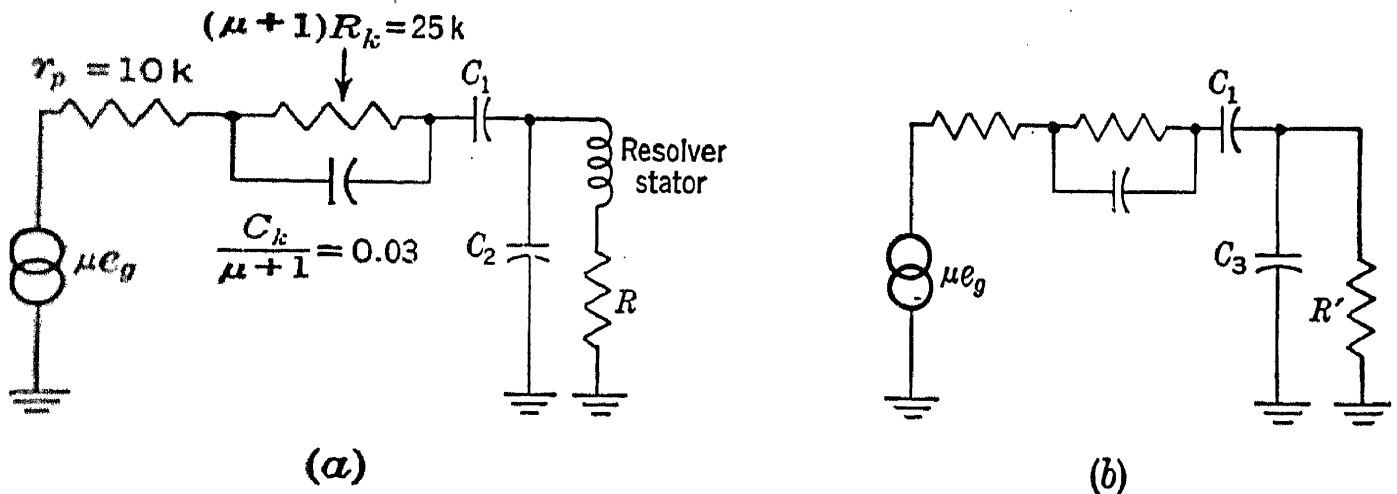 (μ + 1)R_k = 25 k
r_p = 10 k
C_1
Resolver
stator
C_k / μ + 1 = 0.03
C_2
μe_g
R
(a)
C_1
C_3
μe_g
R′
(b)